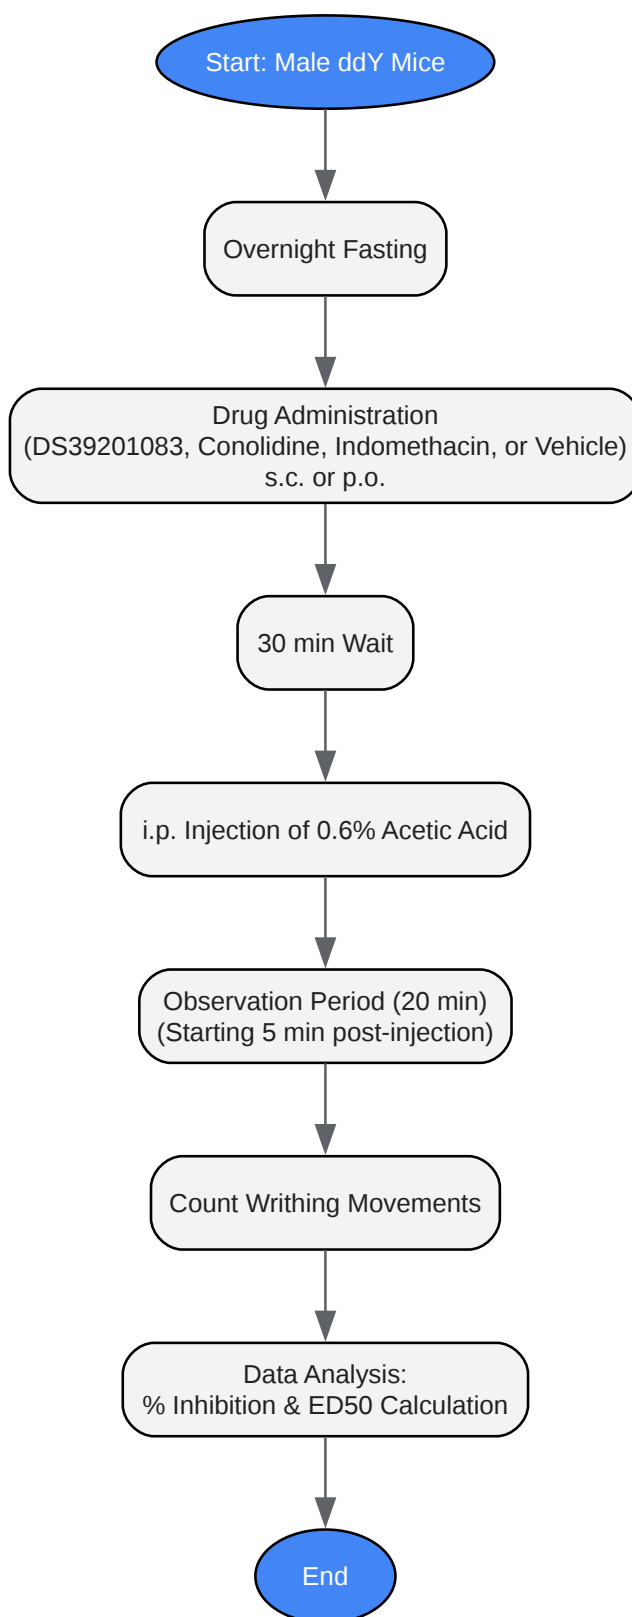 Start: Male ddY Mice
Overnight Fasting
Drug Administration
(DS39201083, Conolidine, Indomethacin, or Vehicle)
s.c. or p.o.
30 min Wait
i.p. Injection of 0.6% Acetic Acid
Observation Period (20 min)
(Starting 5 min post-injection)
Count Writhing Movements
Data Analysis:
% Inhibition & ED50 Calculation
End